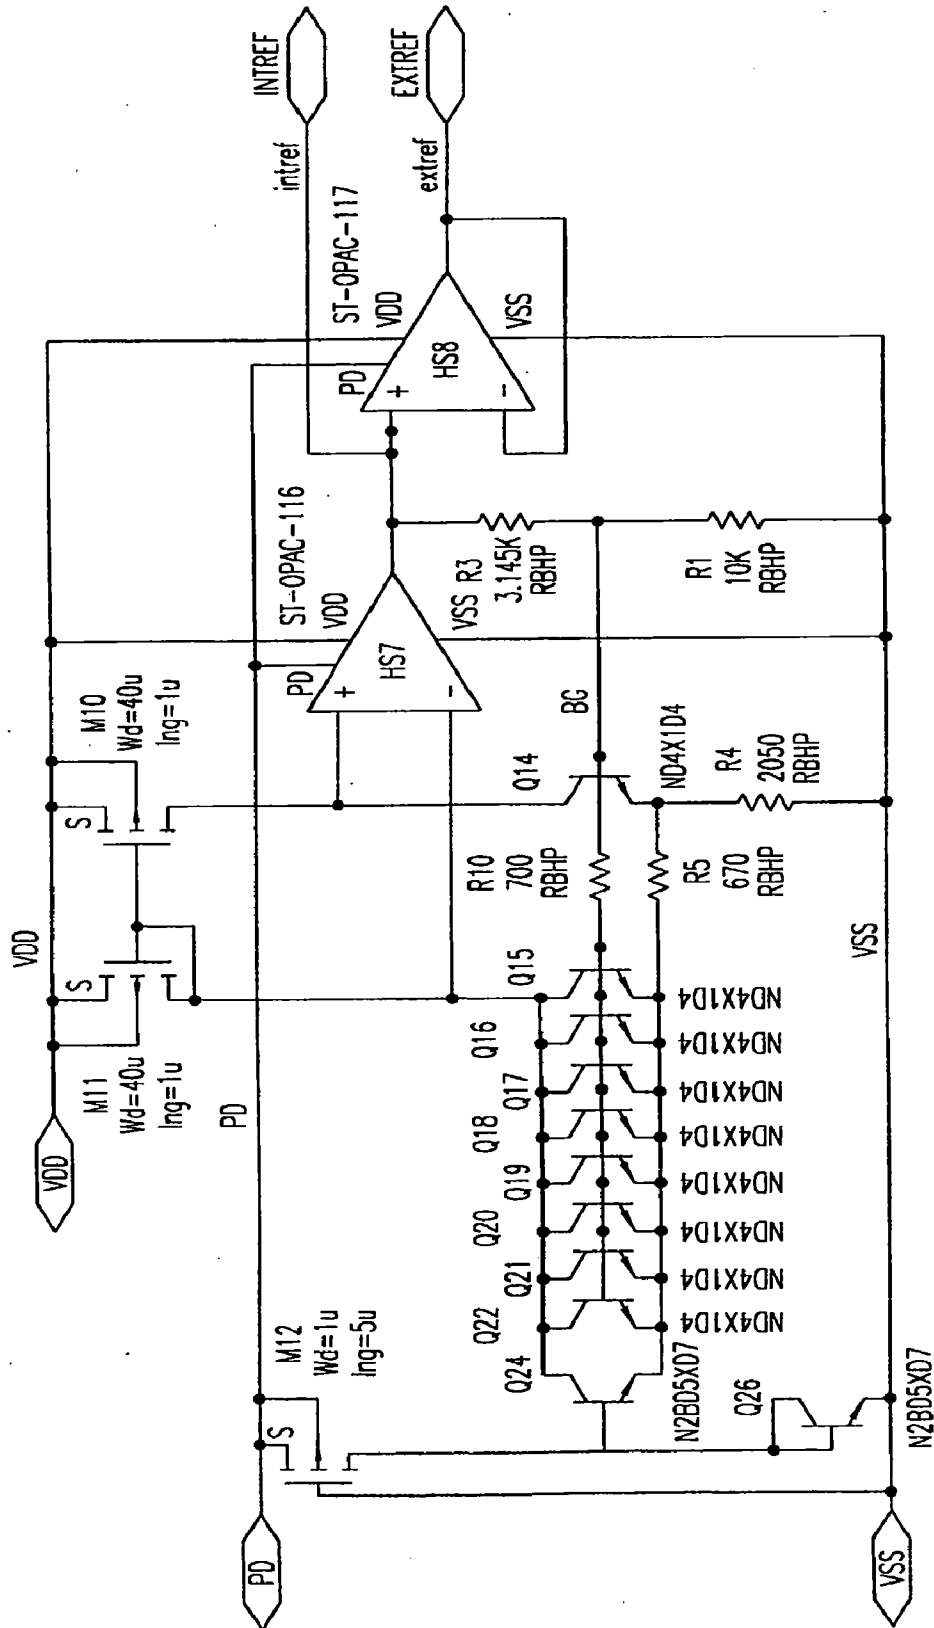 INTREF
EXTREF
intref
extref
ST-OPAC-117
VDD
PD
+
HS8
-
VSS
ST-OPAC-116
VDD
PD
+
HS7
-
VSS
R3
3.145K
RBHP
R1
10K
RBHP
BG
M10
Wd=40u
lng=1u
S
VDD
S
M11
Wd=40u
lng=1u
VDD
PD
Q14
ND4X1D4
R4
2050
RBHP
R10
700
RBHP
R5
670
RBHP
VSS
Q15
Q16
Q17
Q18
Q19
Q20
Q21
Q22
Q24
ND4X1D4
ND4X1D4
ND4X1D4
ND4X1D4
ND4X1D4
ND4X1D4
ND4X1D4
ND4X1D4
N2BD5XD7
M12
Wd=1u
lng=5u
S
Q26
N2BD5XD7
PD
VSS